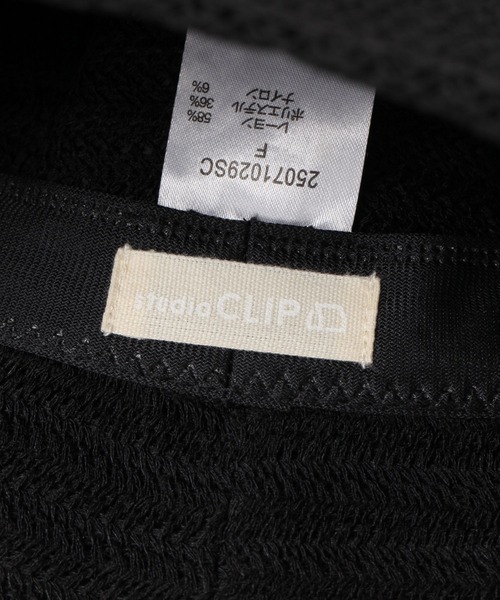 25071029SC
F
レーヨン 58%
ポリエステル 36%
ナイロン 6%
studio CLIP